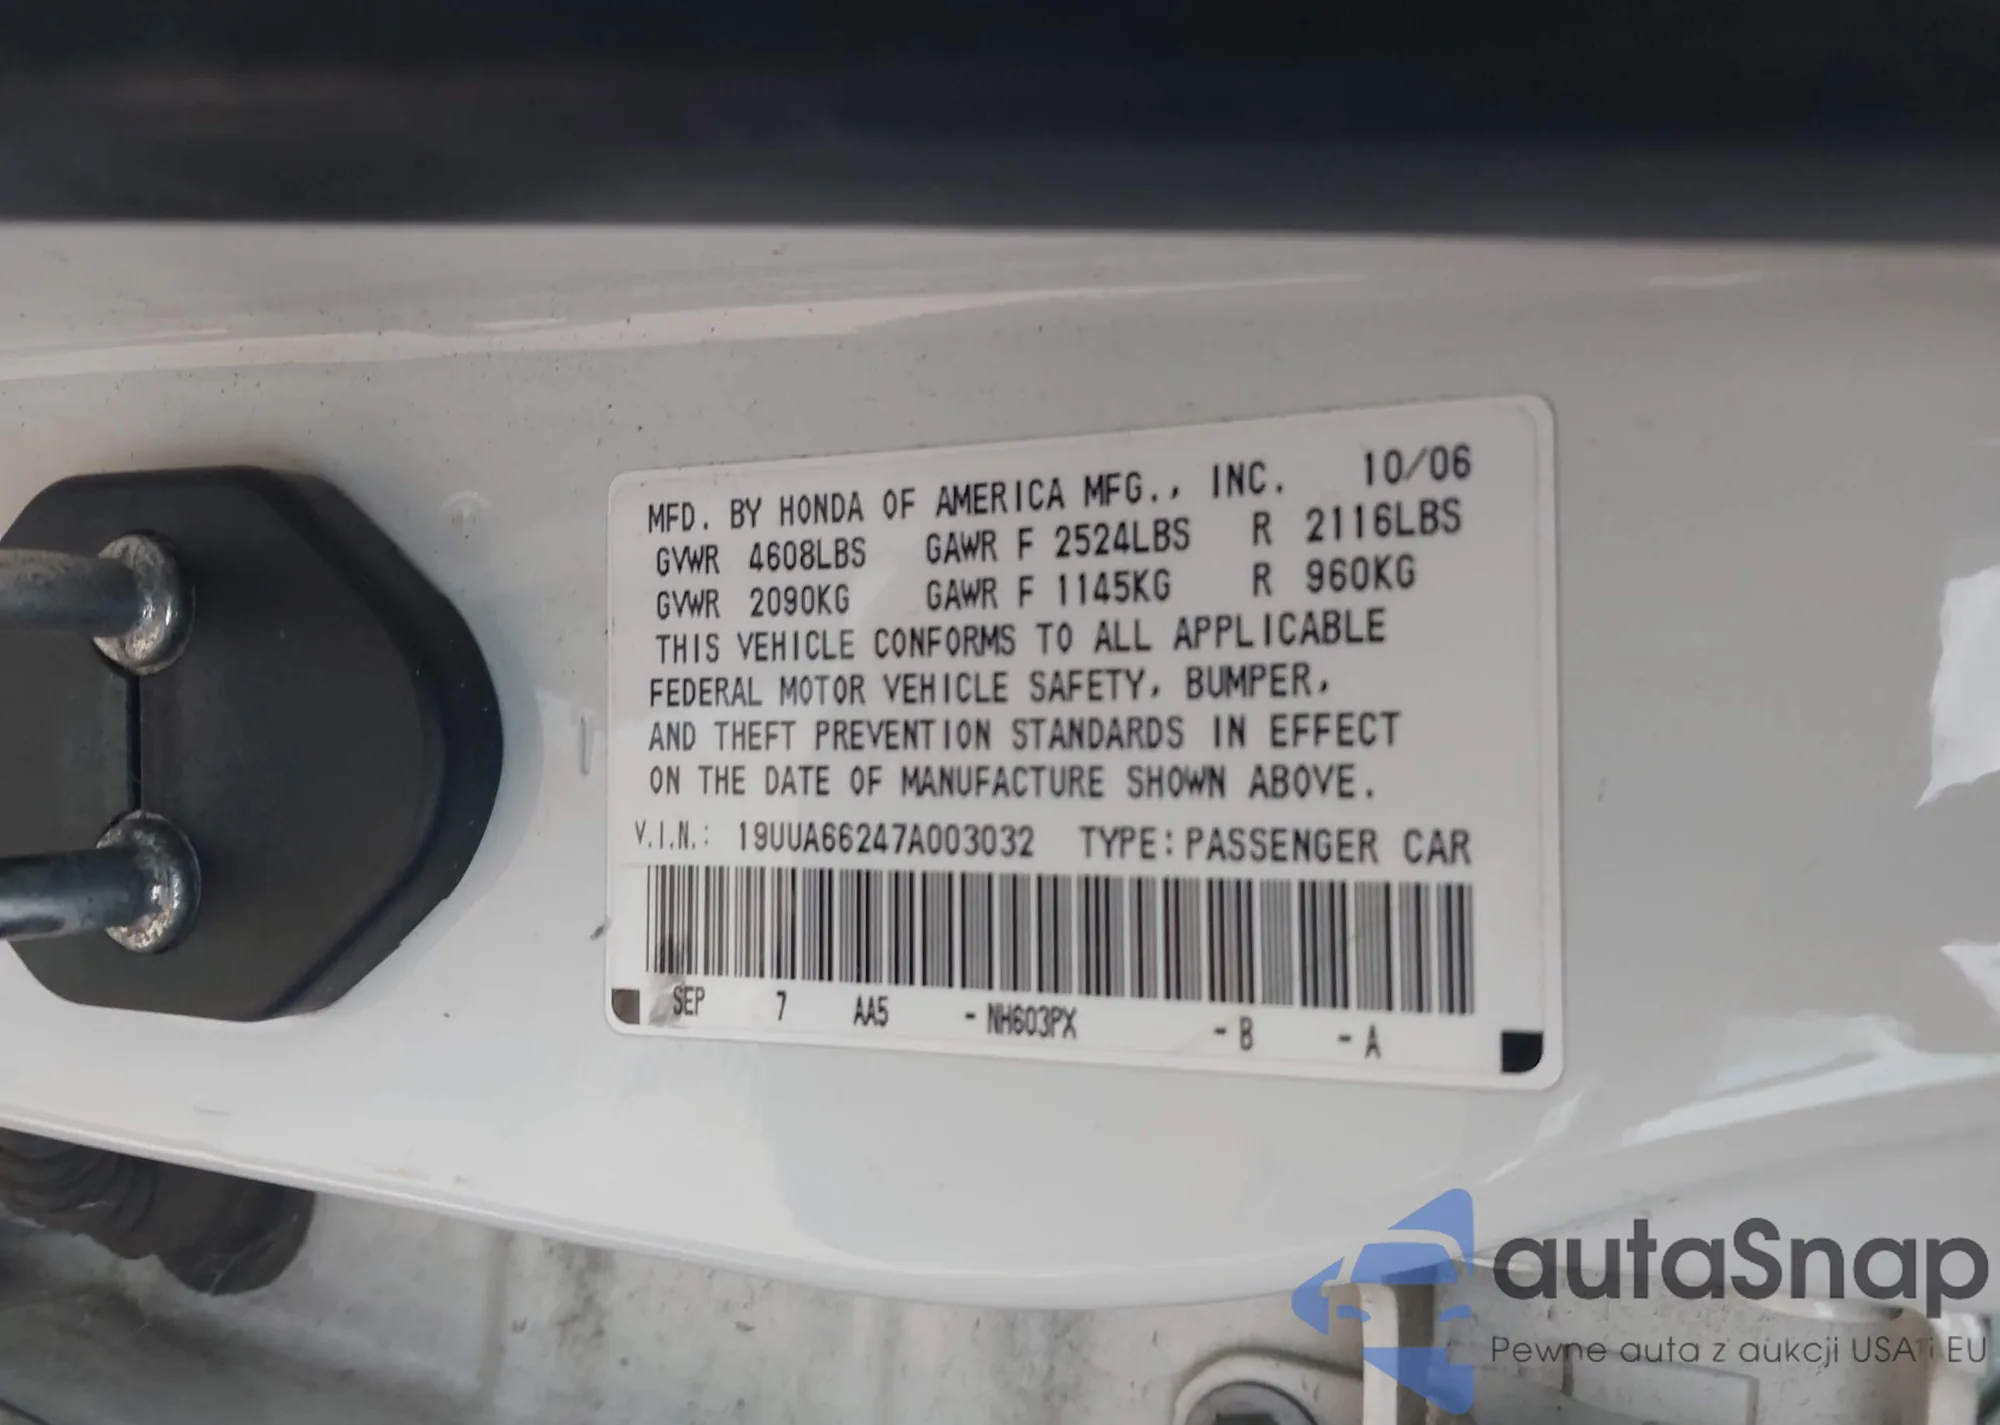 MFD. BY HONDA OF AMERICA MFG., INC. 10/06
GVWR 4608LBS GAWR F 2524LBS R 2116LBS
GVWR 2090KG GAWR F 1145KG R 960KG
THIS VEHICLE CONFORMS TO ALL APPLICABLE
FEDERAL MOTOR VEHICLE SAFETY, BUMPER,
AND THEFT PREVENTION STANDARDS IN EFFECT
ON THE DATE OF MANUFACTURE SHOWN ABOVE.
V.I.N.: 19UUA66247A003032 TYPE: PASSENGER CAR
SEP 7 AA5 - NH603PX - B - A
autaSnap
Pewne auta z aukcji USA i EU